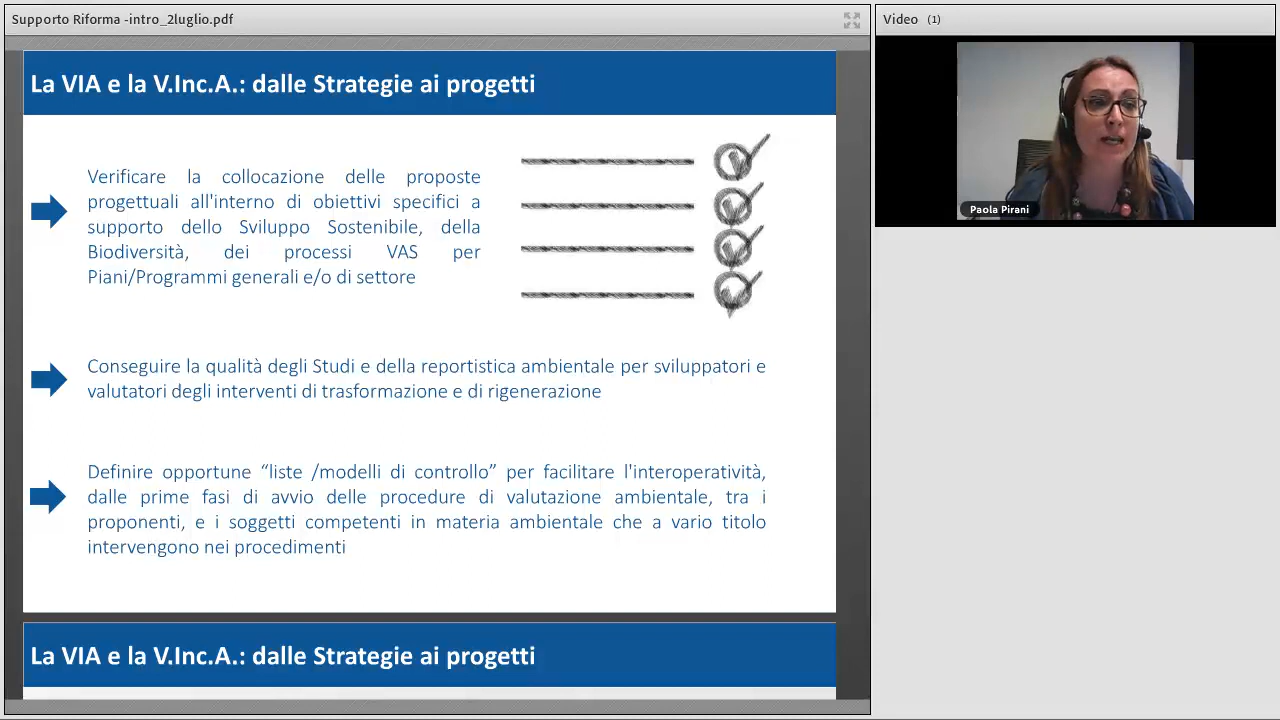 Supporto Riforma -intro_2luglio.pdf
La VIA e la V.Inc.A.: dalle Strategie ai progetti
Verificare la collocazione delle proposte
progettuali all'interno di obiettivi specifici a
supporto dello Sviluppo Sostenibile, della
Biodiversità, dei processi VAS per
Piani/Programmi generali e/o di settore
Conseguire la qualità degli Studi e della reportistica ambientale per sviluppatori e
valutatori degli interventi di trasformazione e di rigenerazione
Definire opportune “liste /modelli di controllo” per facilitare l'interoperatività,
dalle prime fasi di avvio delle procedure di valutazione ambientale, tra i
proponenti, e i soggetti competenti in materia ambientale che a vario titolo
intervengono nei procedimenti
La VIA e la V.Inc.A.: dalle Strategie ai progetti
Video (1)
Paola Pirani